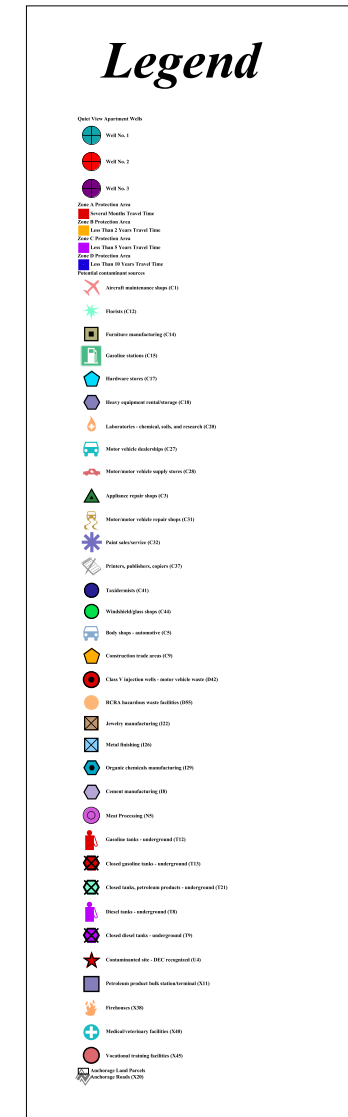 Legend
Quiet View Apartment Wells
Well No. 1
Well No. 2
Well No. 3
Zone A Protection Area
Several Months Travel Time
Zone B Protection Area
Less Than 2 Years Travel Time
Zone C Protection Area
Less Than 5 Years Travel Time
Zone D Protection Area
Less Than 10 Years Travel Time
Potential contaminant sources
Aircraft maintenance shops (C1)
Florists (C12)
Furniture manufacturing (C14)
Gasoline stations (C15)
Hardware stores (C17)
Heavy equipment rental/storage (C18)
Laboratories - chemical, soils, and research (C20)
Motor vehicle dealerships (C27)
Motor/motor vehicle supply stores (C28)
Appliance repair shops (C3)
Motor/motor vehicle repair shops (C31)
Paint sales/service (C32)
Printers, publishers, copiers (C37)
Taxidermists (C41)
Windshield/glass shops (C44)
Body shops - automotive (C5)
Construction trade areas (C9)
Class V injection wells - motor vehicle waste (D42)
RCRA hazardous waste facilities (D55)
Jewelry manufacturing (I22)
Metal finishing (I26)
Organic chemicals manufacturing (I29)
Cement manufacturing (I8)
Meat Processing (N5)
Gasoline tanks - underground (T12)
Closed gasoline tanks - underground (T13)
Closed tanks, petroleum products - underground (T21)
Diesel tanks - underground (T8)
Closed diesel tanks - underground (T9)
Contaminanted site - DEC recognized (U4)
Petroleum product bulk station/terminal (X11)
Firehouses (X38)
Medical/veterinary facilities (X40)
Vocational training facilities (X45)
Anchorage Land Parcels
Anchorage Roads (X20)